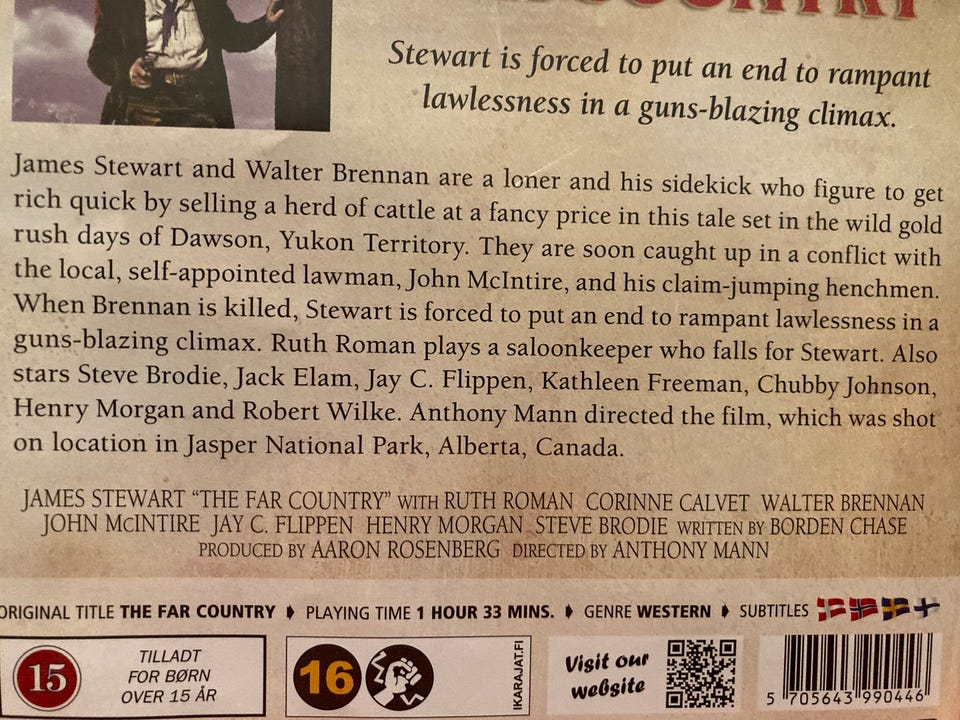 COUNTRY
Stewart is forced to put an end to rampant
lawlessness in a guns-blazing climax.
James Stewart and Walter Brennan are a loner and his sidekick who figure to get
rich quick by selling a herd of cattle at a fancy price in this tale set in the wild gold
rush days of Dawson, Yukon Territory. They are soon caught up in a conflict with
the local, self-appointed lawman, John McIntire, and his claim-jumping henchmen.
When Brennan is killed, Stewart is forced to put an end to rampant lawlessness in a
guns-blazing climax. Ruth Roman plays a saloonkeeper who falls for Stewart. Also
stars Steve Brodie, Jack Elam, Jay C. Flippen, Kathleen Freeman, Chubby Johnson,
Henry Morgan and Robert Wilke. Anthony Mann directed the film, which was shot
on location in Jasper National Park, Alberta, Canada.
JAMES STEWART "THE FAR COUNTRY" WITH RUTH ROMAN CORINNE CALVET WALTER BRENNAN
JOHN McINTIRE JAY C. FLIPPEN HENRY MORGAN STEVE BRODIE WRITTEN BY BORDEN CHASE
PRODUCED BY AARON ROSENBERG DIRECTED BY ANTHONY MANN
ORIGINAL TITLE THE FAR COUNTRY PLAYING TIME 1 HOUR 33 MINS. GENRE WESTERN SUBTITLES
15 TILLADT
FOR BØRN
OVER 15 ÅR
16
IKARAJAT.FI
Visit our
website
5 705643 990446